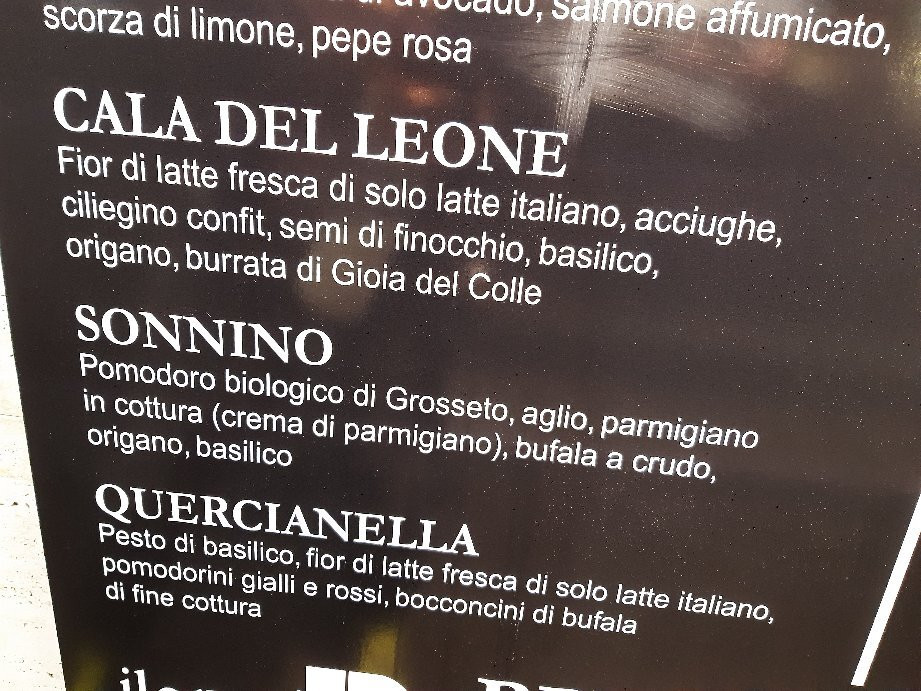 avocado, salmone affumicato,
scorza di limone, pepe rosa
CALA DEL LEONE
Fior di latte fresca di solo latte italiano, acciughe,
ciliegino confit, semi di finocchio, basilico,
origano, burrata di Gioia del Colle
SONNINO
Pomodoro biologico di Grosseto, aglio, parmigiano
in cottura (crema di parmigiano), bufala a crudo,
origano, basilico
QUERCIANELLA
Pesto di basilico, fior di latte fresca di solo latte italiano,
pomodorini gialli e rossi, bocconcini di bufala
di fine cottura